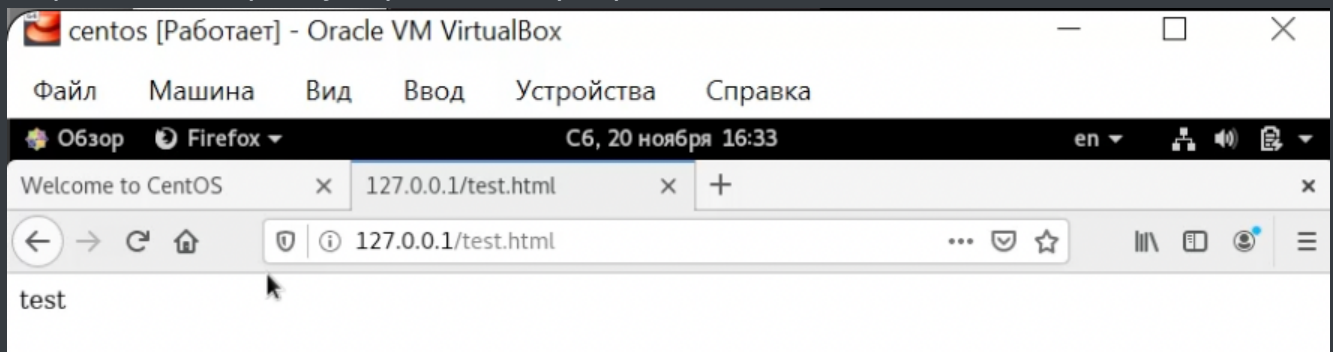 centos [Работает] - Oracle VM VirtualBox
Файл Машина Вид Ввод Устройства Справка
Обзор Firefox Сб, 20 ноября 16:33 en
Welcome to CentOS 127.0.0.1/test.html
127.0.0.1/test.html
test